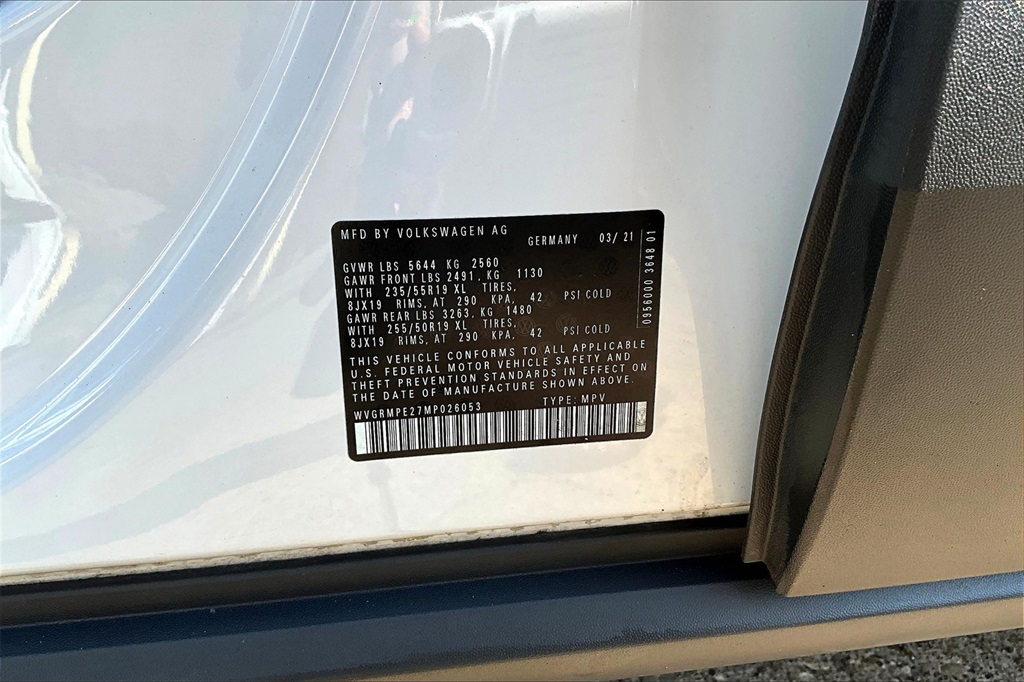 MFD BY VOLKSWAGEN AG GERMANY 03/ 21
GVWR LBS 5644 KG 2560
GAWR FRONT LBS 2491, KG 1130
WITH 235/55R19 XL TIRES,
8JX19 RIMS, AT 290 KPA, 42 PSI COLD
GAWR REAR LBS 3263, KG 1480
WITH 255/50R19 XL TIRES,
8JX19 RIMS, AT 290 KPA, 42 PSI COLD
THIS VEHICLE CONFORMS TO ALL APPLICABLE
U.S. FEDERAL MOTOR VEHICLE SAFETY AND
THEFT PREVENTION STANDARDS IN EFFECT ON
THE DATE OF MANUFACTURE SHOWN ABOVE.
WVGRMPE27MP026053 TYPE: MPV
0956000 3648 01